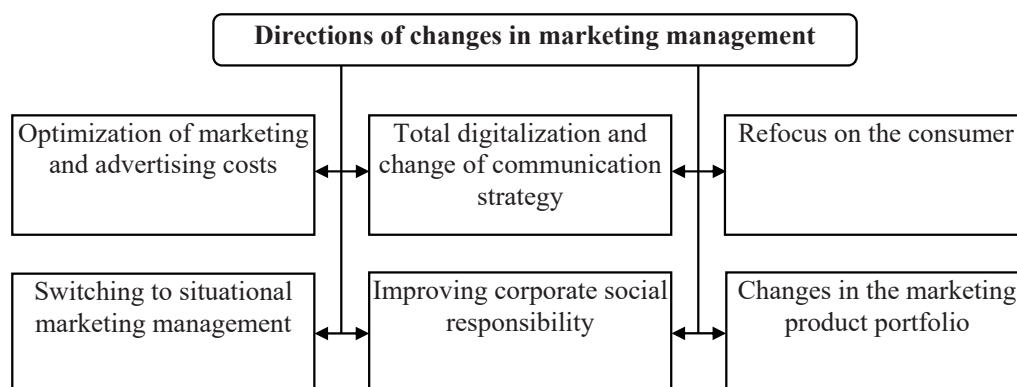 Directions of changes in marketing management
Optimization of marketing
and advertising costs
Total digitalization and
change of communication
strategy
Refocus on the consumer
Switching to situational
marketing management
Improving corporate social
responsibility
Changes in the marketing
product portfolio